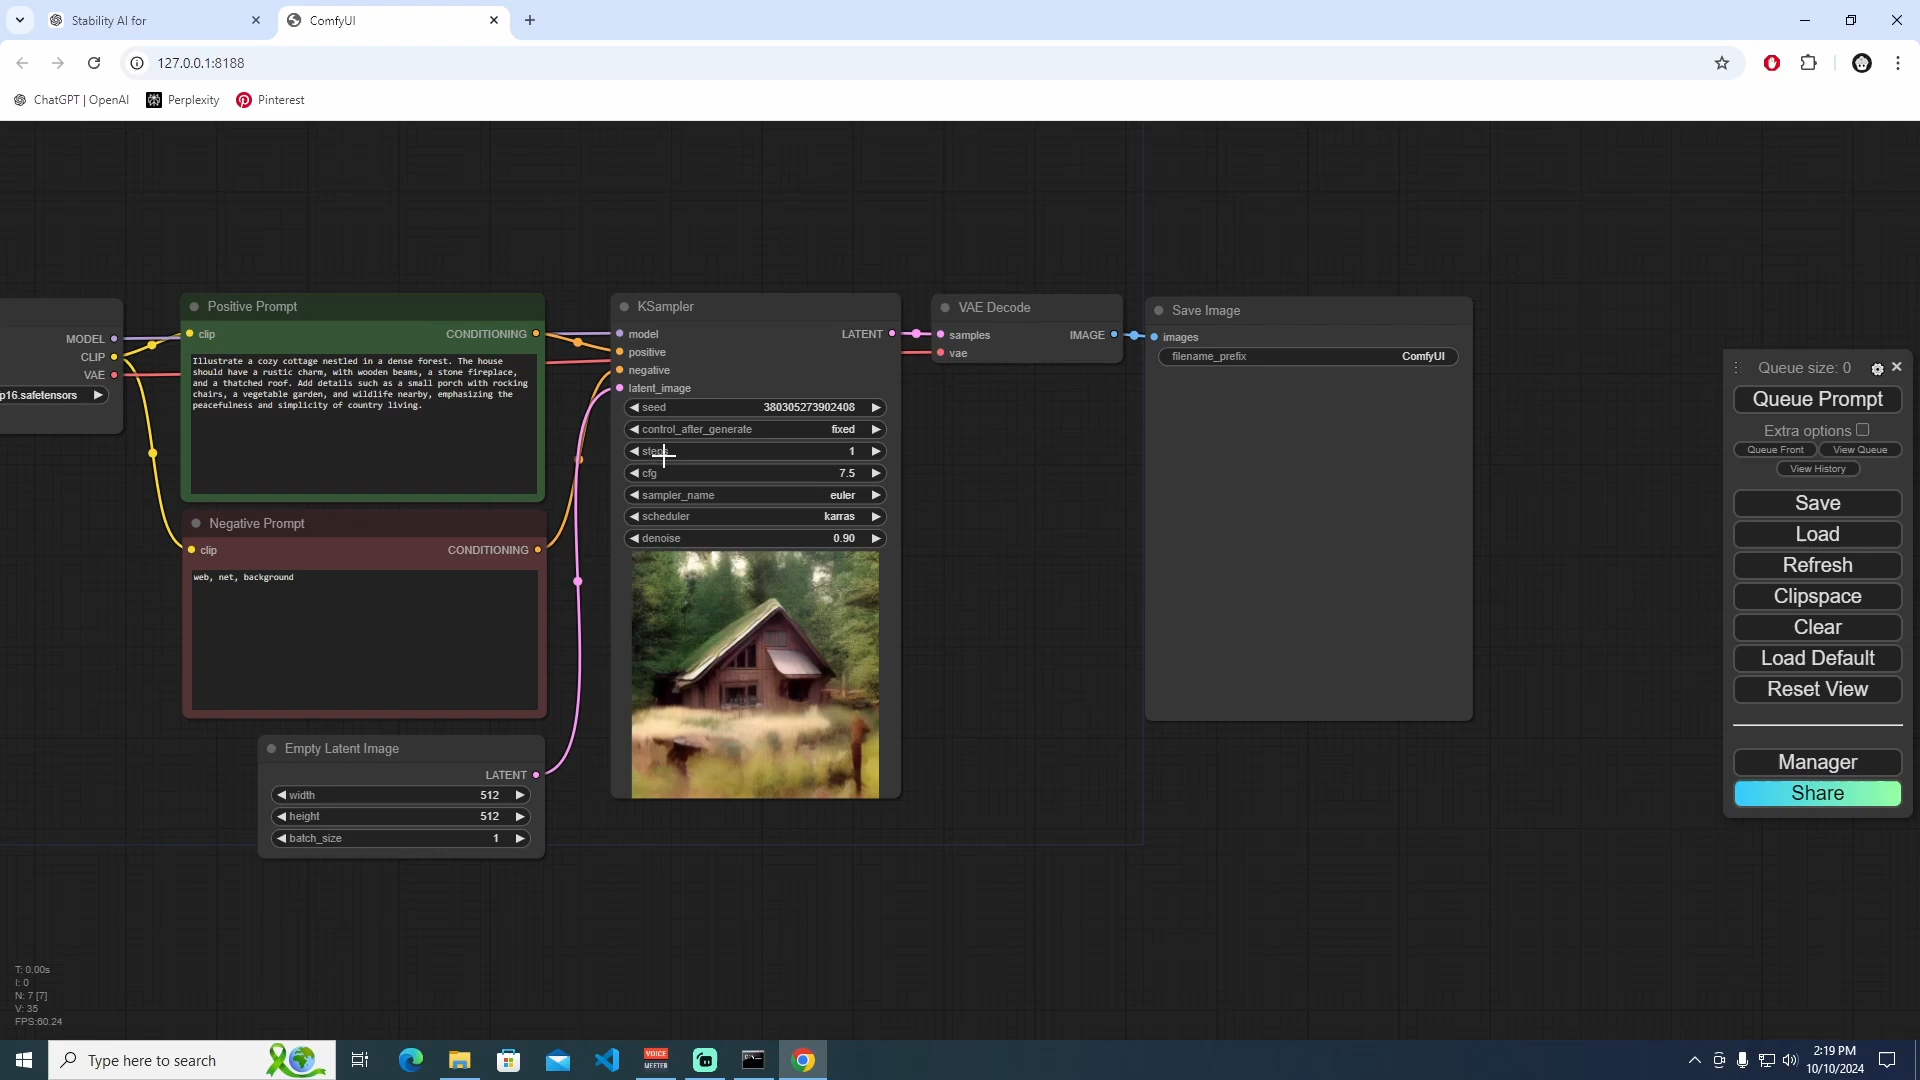 Stability AI for
ComfyUI
127.0.0.1:8188
ChatGPT | OpenAI
Perplexity
Pinterest
MODEL
CLIP
VAE
p16.safetensors
Positive Prompt
clip
CONDITIONING
Illustrate a cozy cottage nestled in a dense forest. The house
should have a rustic charm, with wooden beams, a stone fireplace,
and a thatched roof. Add details such as a small porch with rocking
chairs, a vegetable garden, and wildlife nearby, emphasizing the
peacefulness and simplicity of country living.
Negative Prompt
clip
CONDITIONING
web, net, background
Empty Latent Image
LATENT
width 512
height 512
batch_size 1
KSampler
model
LATENT
positive
negative
latent_image
seed 380305273902408
control_after_generate fixed
steps 1
cfg 7.5
sampler_name euler
scheduler karras
denoise 0.90
VAE Decode
samples
IMAGE
vae
Save Image
images
filename_prefix ComfyUI
Queue size: 0
Queue Prompt
Extra options
Queue Front
View Queue
View History
Save
Load
Refresh
Clipspace
Clear
Load Default
Reset View
Manager
Share
T: 0.00s
I: 0
N: 7 [7]
V: 35
FPS:60.24
Type here to search
VOICE
MEETER
2:19 PM
10/10/2024